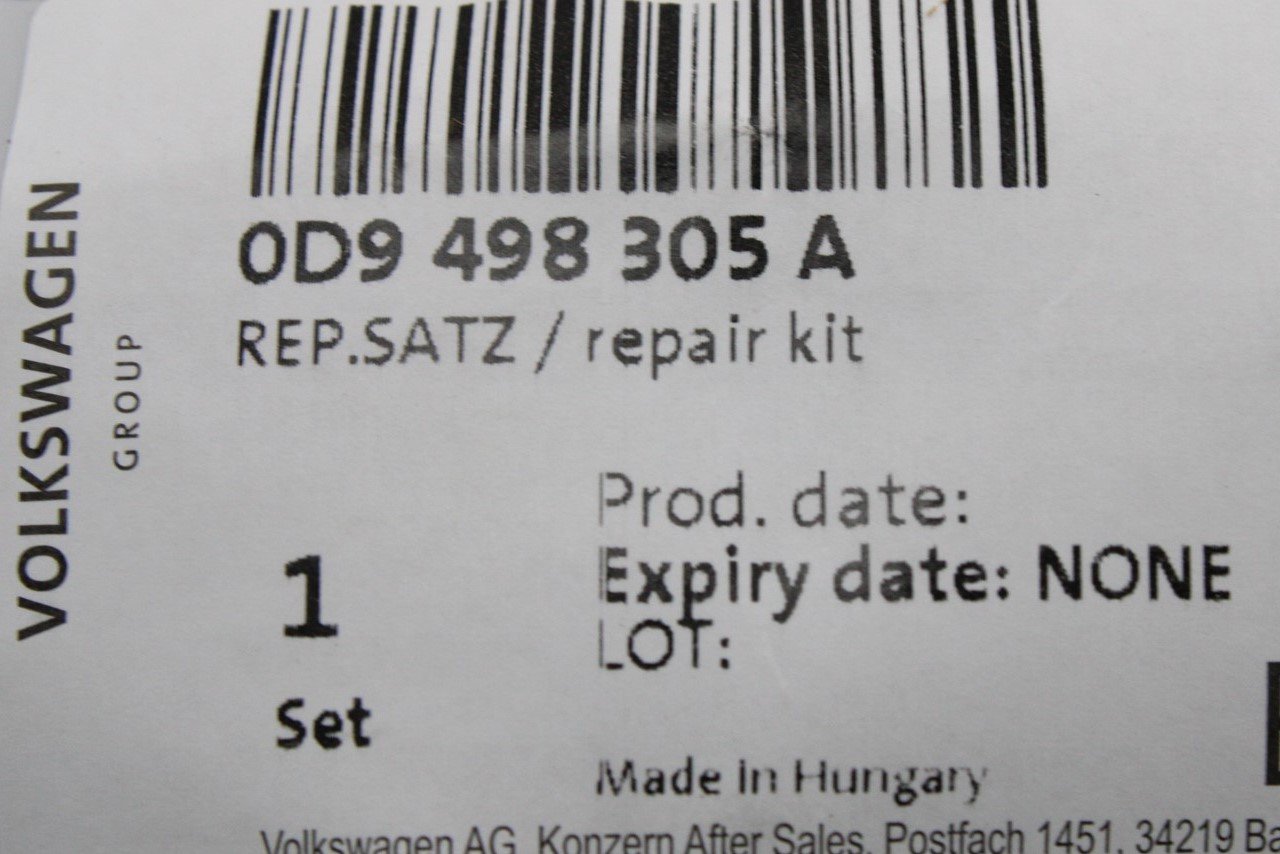 0D9 498 305 A
REP.SATZ / repair kit
VOLKSWAGEN
GROUP
Prod. date:
Expiry date: NONE
LOT:
1
Set
Made in Hungary
Volkswagen AG, Konzern After Sales, Postfach 1451, 34219